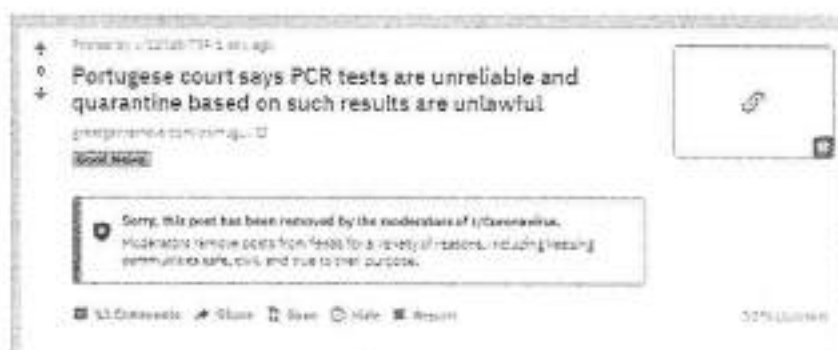 0
Portugese court says PCR tests are unreliable and
quarantine based on such results are unlawful
Good News
Sorry, this post has been removed by the moderators of r/Coronavirus.
Moderators remove posts from feeds for a variety of reasons, including keeping
communities safe, civil, and true to their purpose.
Comments Share Save Hide Report